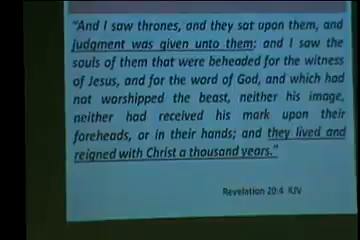 "And I saw thrones, and they sat upon them, and
judgment was given unto them; and I saw the
souls of them that were beheaded for the witness
of Jesus, and for the word of God, and which had
not worshipped the beast, neither his image,
neither had received his mark upon their
foreheads, or in their hands; and they lived and
reigned with Christ a thousand years."
Revelation 20:4 KJV